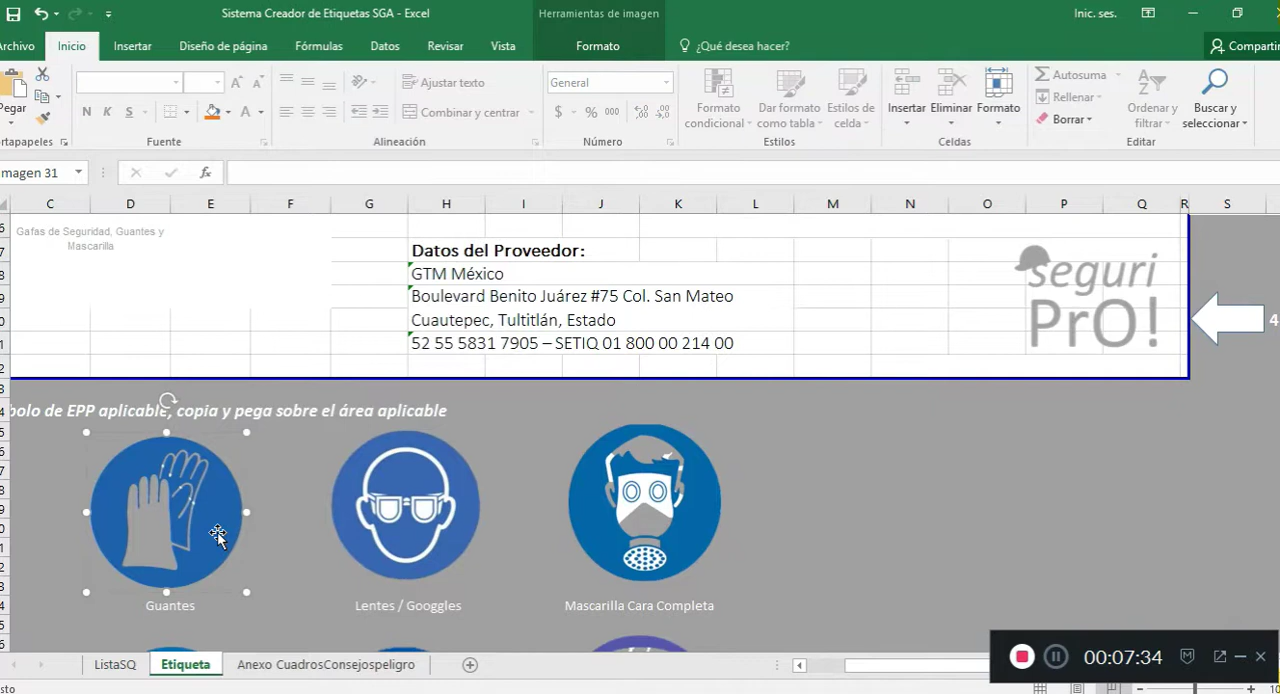 Sistema Creador de Etiquetas SGA - Excel
Herramientas de imagen
Inic. ses.
Archivo
Inicio
Insertar
Diseño de página
Fórmulas
Datos
Revisar
Vista
Formato
¿Qué desea hacer?
Compartir
Pegar
N K S
A
Ajustar texto
Combinar y centrar
General
$ % 000
Formato condicional
Dar formato como tabla
Estilos de celda
Insertar
Eliminar
Formato
Autosuma
Rellenar
Borrar
Ordenar y filtrar
Buscar y seleccionar
rtapapeles
Fuente
Alineación
Número
Estilos
Celdas
Editar
magen 31
fx
C D E F G H I J K L M N O P Q R S
Gafas de Seguridad, Guantes y
Mascarilla
Datos del Proveedor:
GTM México
Boulevard Benito Juárez #75 Col. San Mateo
Cuautepec, Tultitlán, Estado
52 55 5831 7905 – SETIQ 01 800 00 214 00
seguri
PrO!
4
bolo de EPP aplicable, copia y pega sobre el área aplicable
Guantes
Lentes / Googgles
Mascarilla Cara Completa
ListaSQ
Etiqueta
Anexo CuadrosConsejospeligro
00:07:34